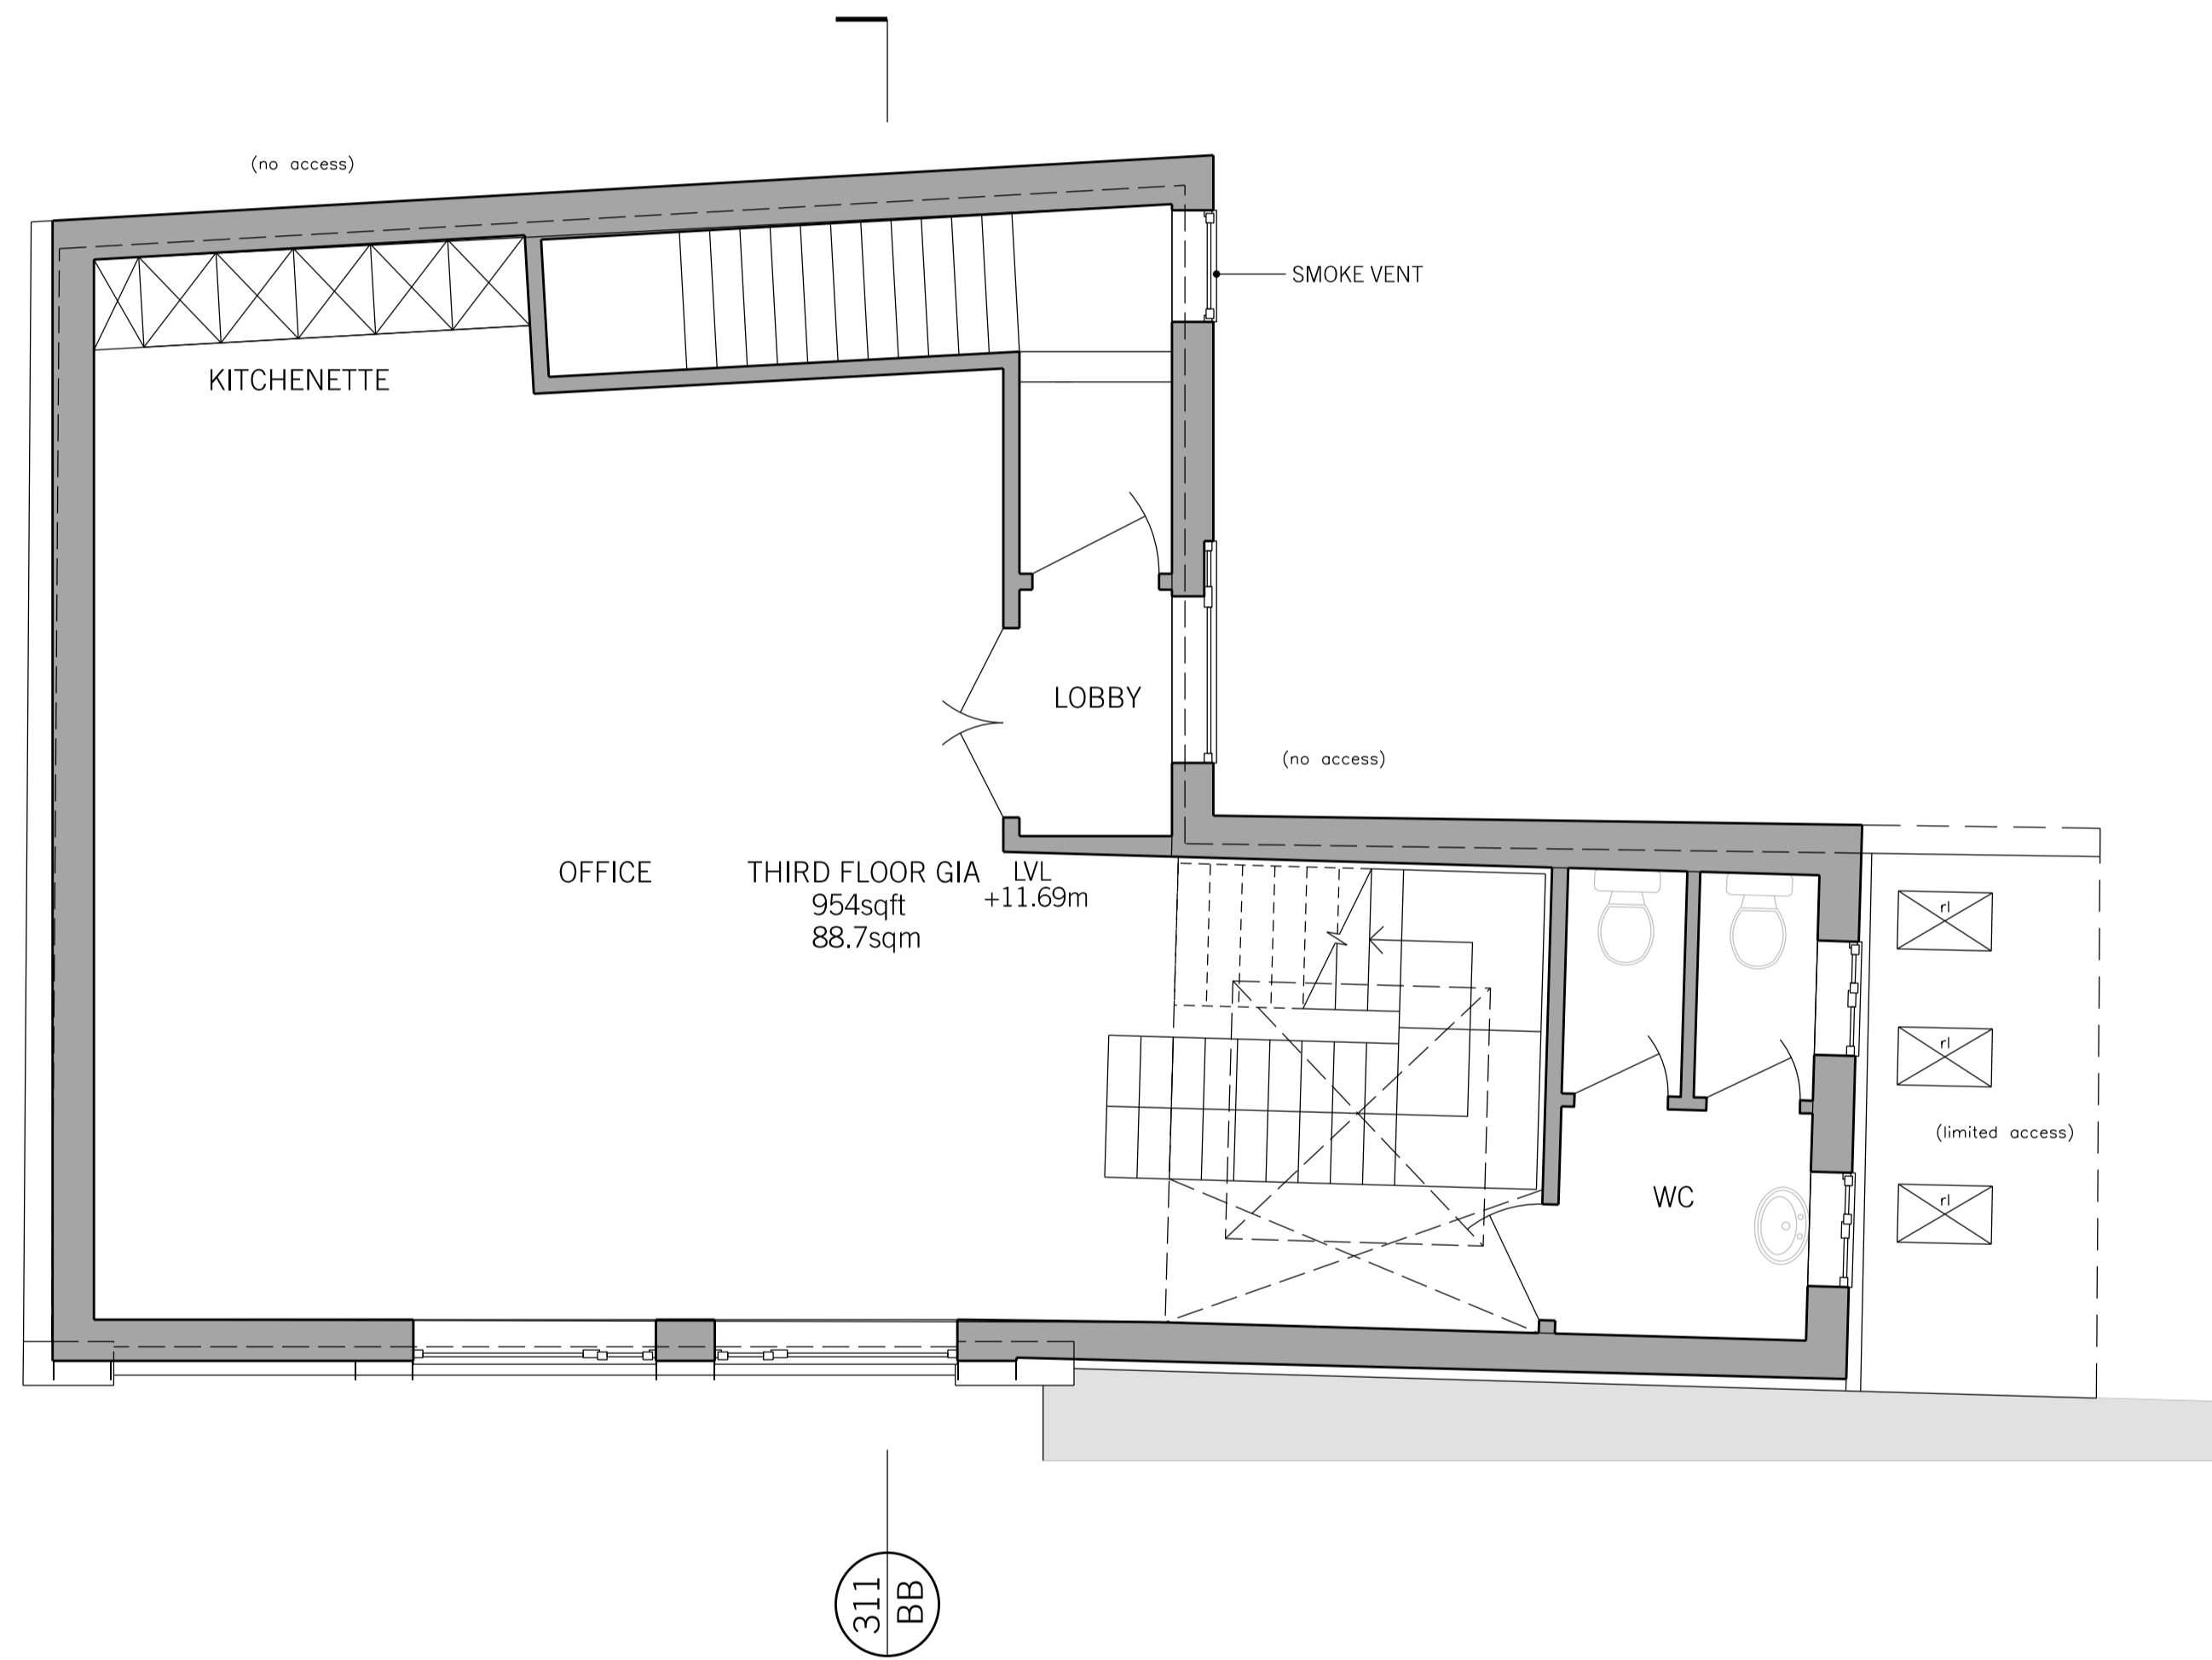 (no access)
SMOKE VENT
KITCHENETTE
LOBBY
(no access)
OFFICE
THIRD FLOOR GIA
954sqft
88.7sqm
LVL
+11.69m
rl
rl
(limited access)
WC
rl
311
BB